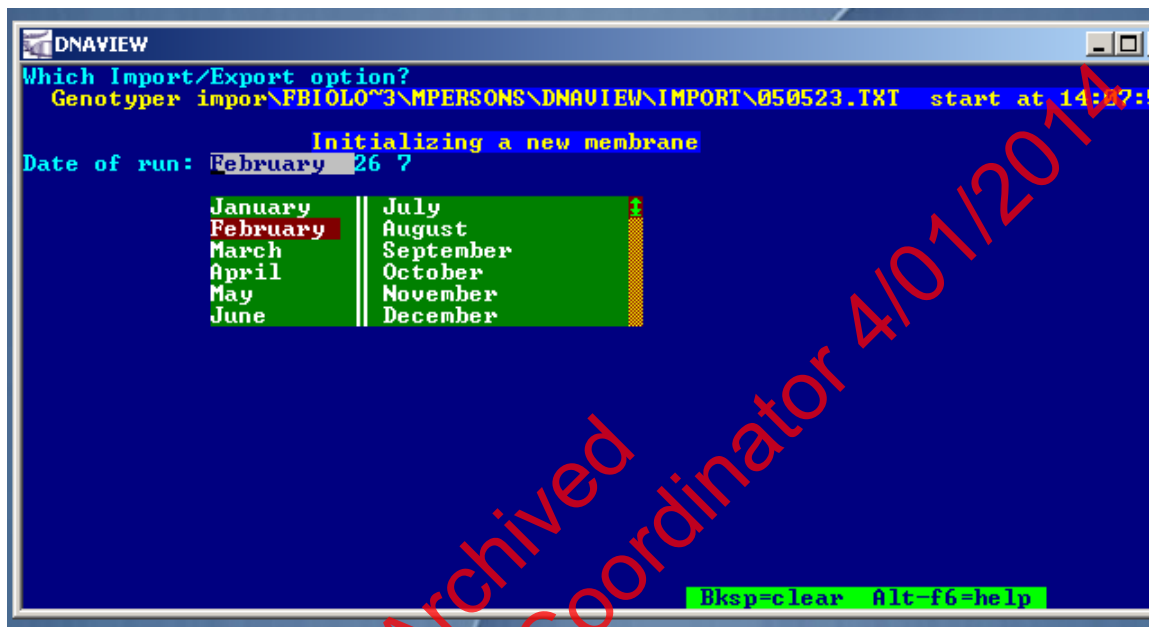 DNAVIEW
Which Import/Export option?
Genotyper impor\FBIOLO~3\MPERSONS\DNAVIEW\IMPORT\050523.TXT start at
Initializing a new membrane
Date of run: February 26 7
January July
February August
March September
April October
May November
June December
Bksp=clear Alt-f6=help
Archived
Coordinator 4/01/2014